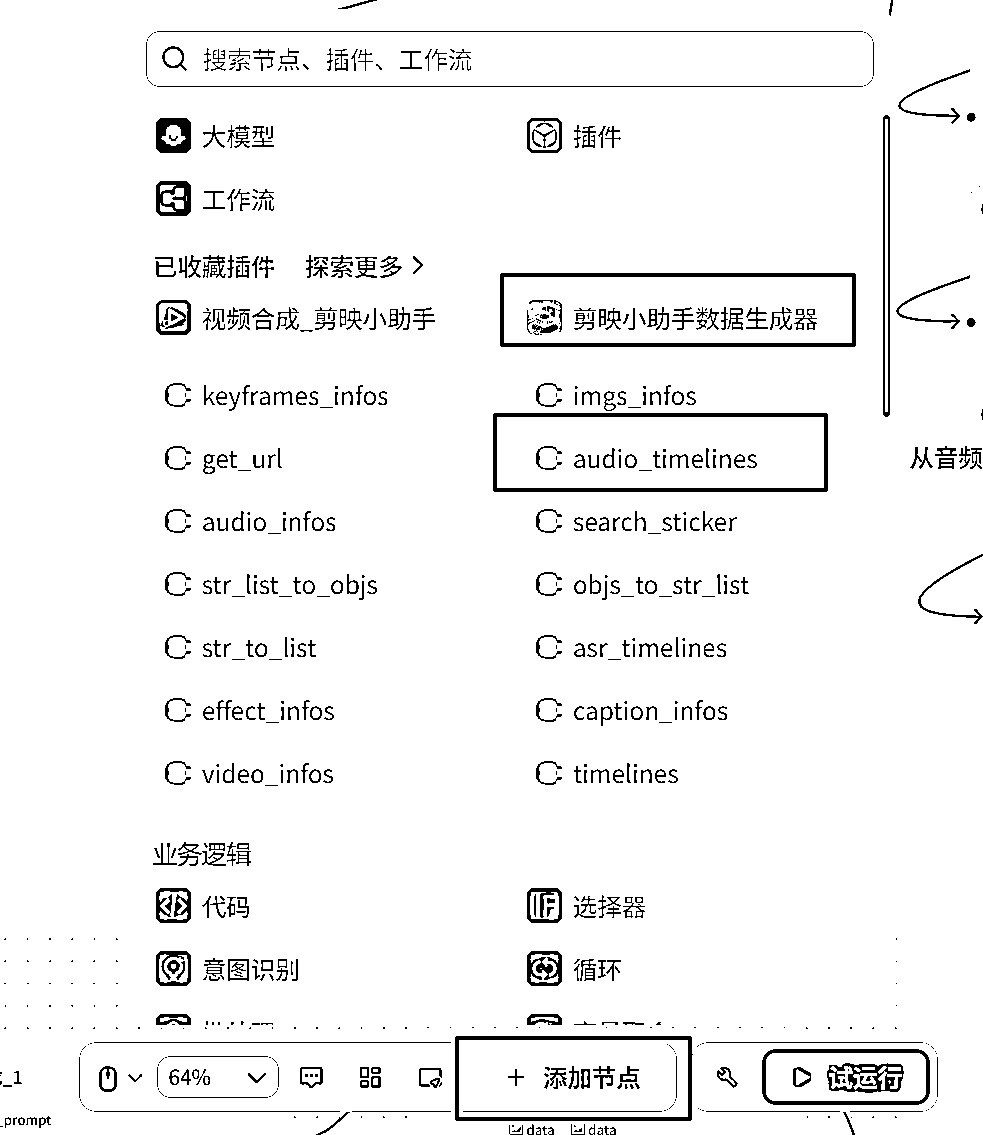 搜索节点、插件、工作流
大模型
插件
工作流
已收藏插件 探索更多
视频合成_剪映小助手
剪映小助手数据生成器
keyframes_infos
imgs_infos
get_url
audio_timelines
从音频
audio_infos
search_sticker
str_list_to_objs
objs_to_str_list
str_to_list
asr_timelines
effect_infos
caption_infos
video_infos
timelines
业务逻辑
代码
选择器
意图识别
循环
_1
64%
添加节点
试运行
_prompt
data
data